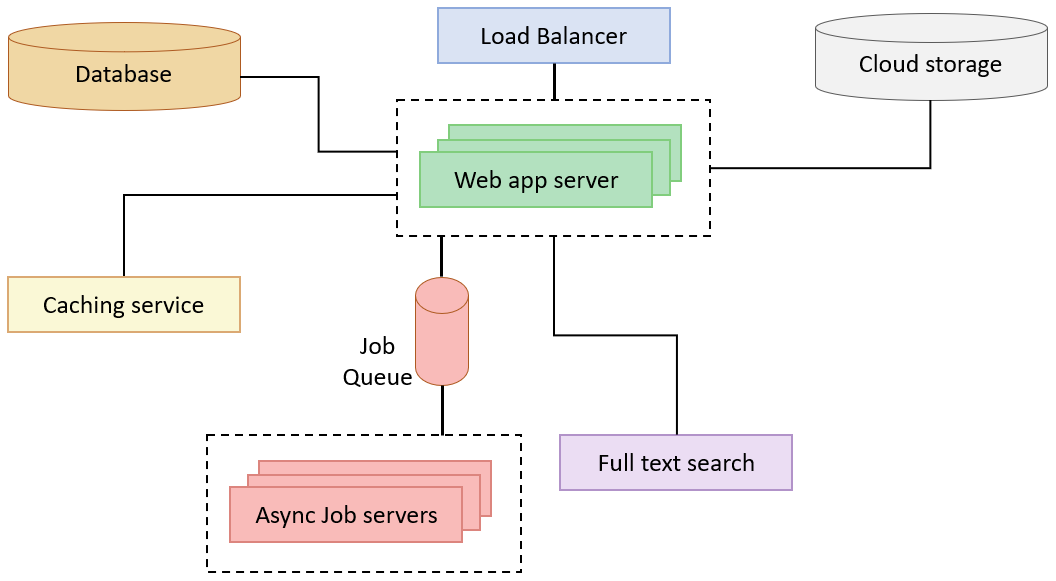 Load Balancer
Database
Cloud storage
Web app server
Caching service
Job
Queue
Full text search
Async Job servers